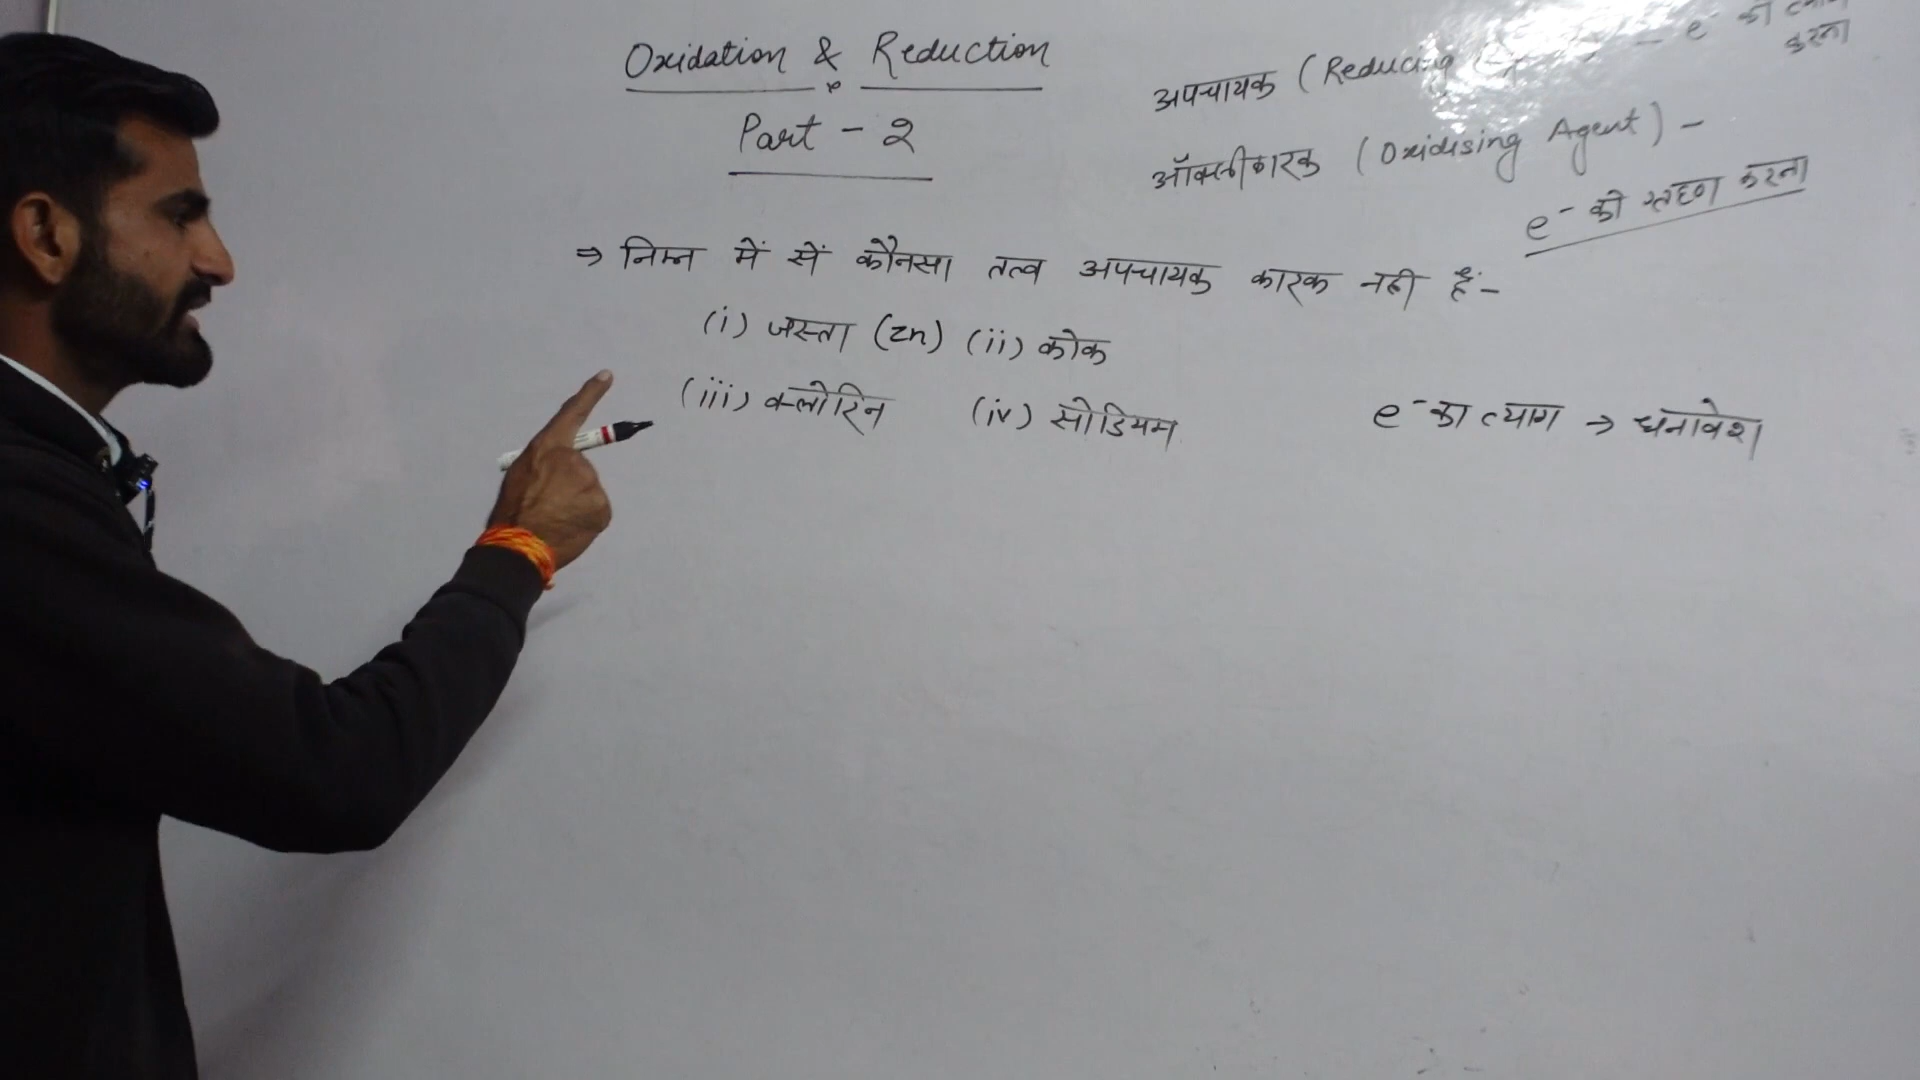 Oxidation & Reduction
Part - 2
अपचायक (Reducing - e⁻ को
करना
ऑक्सीकारक (Oxidising Agent) -
e⁻ को ग्रहण करना
⇒ निम्न में सें कौनसा तत्व अपचायक कारक नही हैं-
(i) जस्ता (Zn) (ii) कोक
(iii) क्लोरिन (iv) सोडियम
e⁻ का त्याग → धनावेश